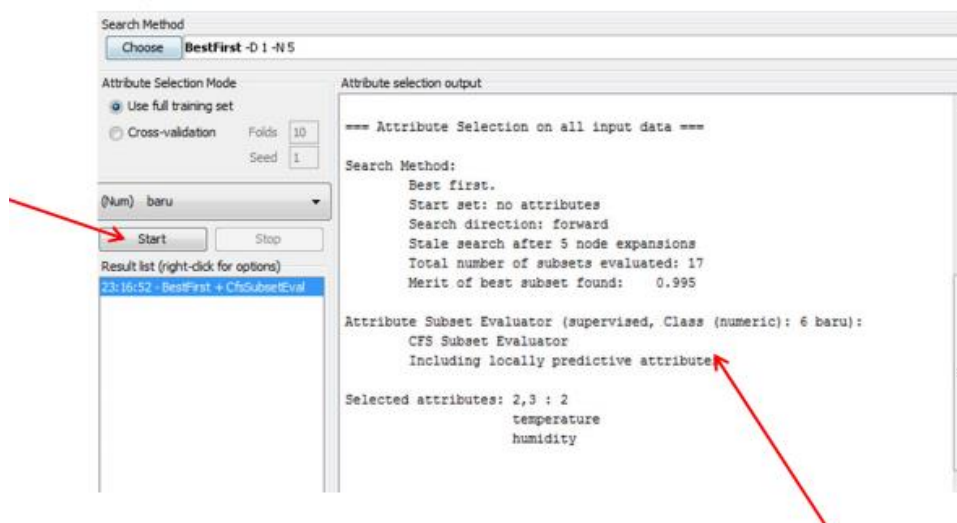 Search Method
Choose BestFirst -D 1 -N 5
Attribute Selection Mode
Use full training set
Cross-validation Folds 10
Seed 1
(Num) baru
Start Stop
Result list (right-click for options)
23:16:52 - BestFirst + CfsSubsetEval
Attribute selection output
=== Attribute Selection on all input data ===
Search Method:
Best first.
Start set: no attributes
Search direction: forward
Stale search after 5 node expansions
Total number of subsets evaluated: 17
Merit of best subset found: 0.995
Attribute Subset Evaluator (supervised, Class (numeric): 6 baru):
CFS Subset Evaluator
Including locally predictive attributes
Selected attributes: 2,3 : 2
temperature
humidity